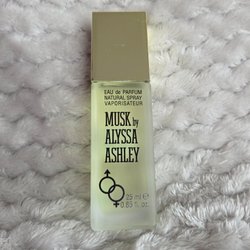 EAU de PARFUM
NATURAL SPRAY
VAPORISATEUR
MUSK by
ALYSSA
ASHLEY
25 ml e
0.85 fl. oz.